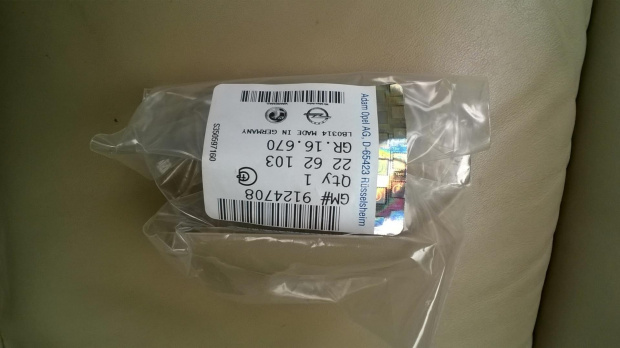 GM# 9124708
Qty 1
22 62 103
GR.16.670
LB0314 MADE IN GERMANY
Adam Opel AG, D-65423 Rüsselsheim
S350597160